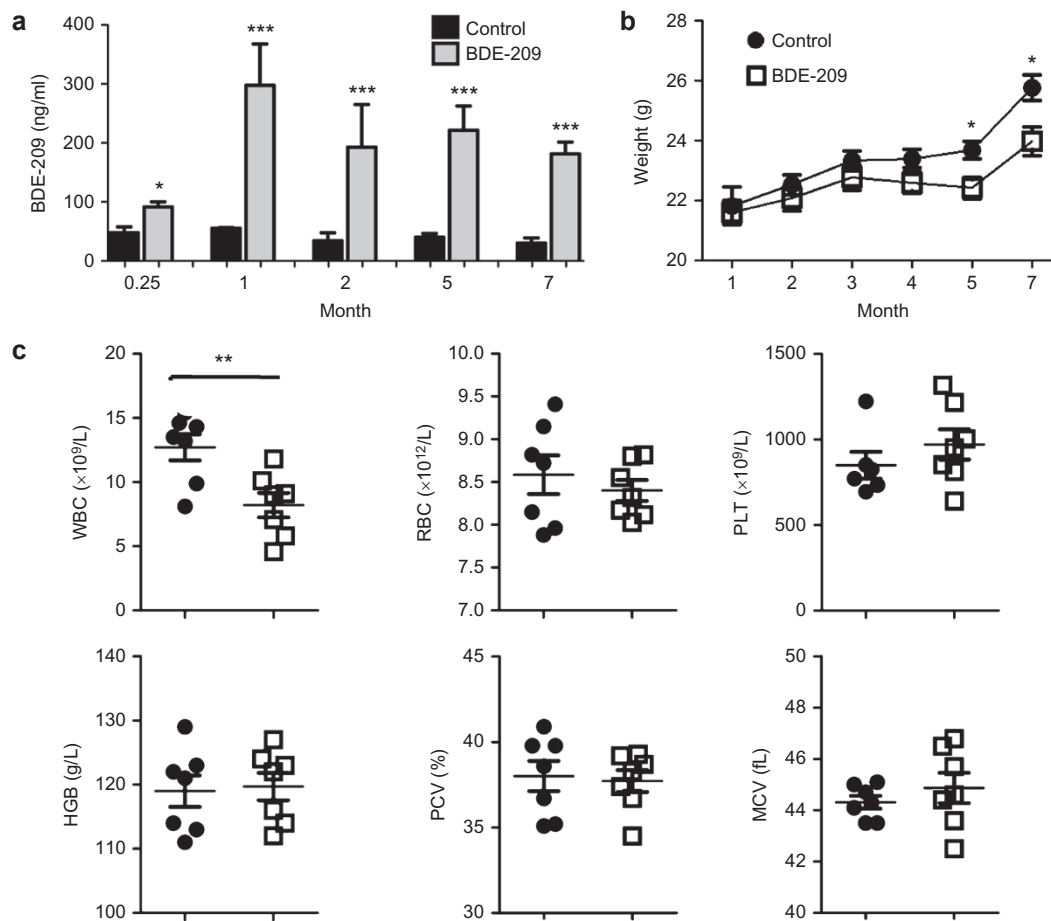 a
BDE-209 (ng/ml)
400
300
200
100
0
***
***
***
***
*
Control
BDE-209
0.25 1 2 5 7
Month
b
Weight (g)
28
26
24
22
20
Control
BDE-209
*
*
1 2 3 4 5 7
Month
c
WBC (×10⁹/L)
20
15
10
5
0
**
RBC (×10¹²/L)
10.0
9.5
9.0
8.5
8.0
7.5
7.0
PLT (×10⁹/L)
1500
1000
500
0
HGB (g/L)
140
130
120
110
100
PCV (%)
45
40
35
30
MCV (fL)
50
48
46
44
42
40